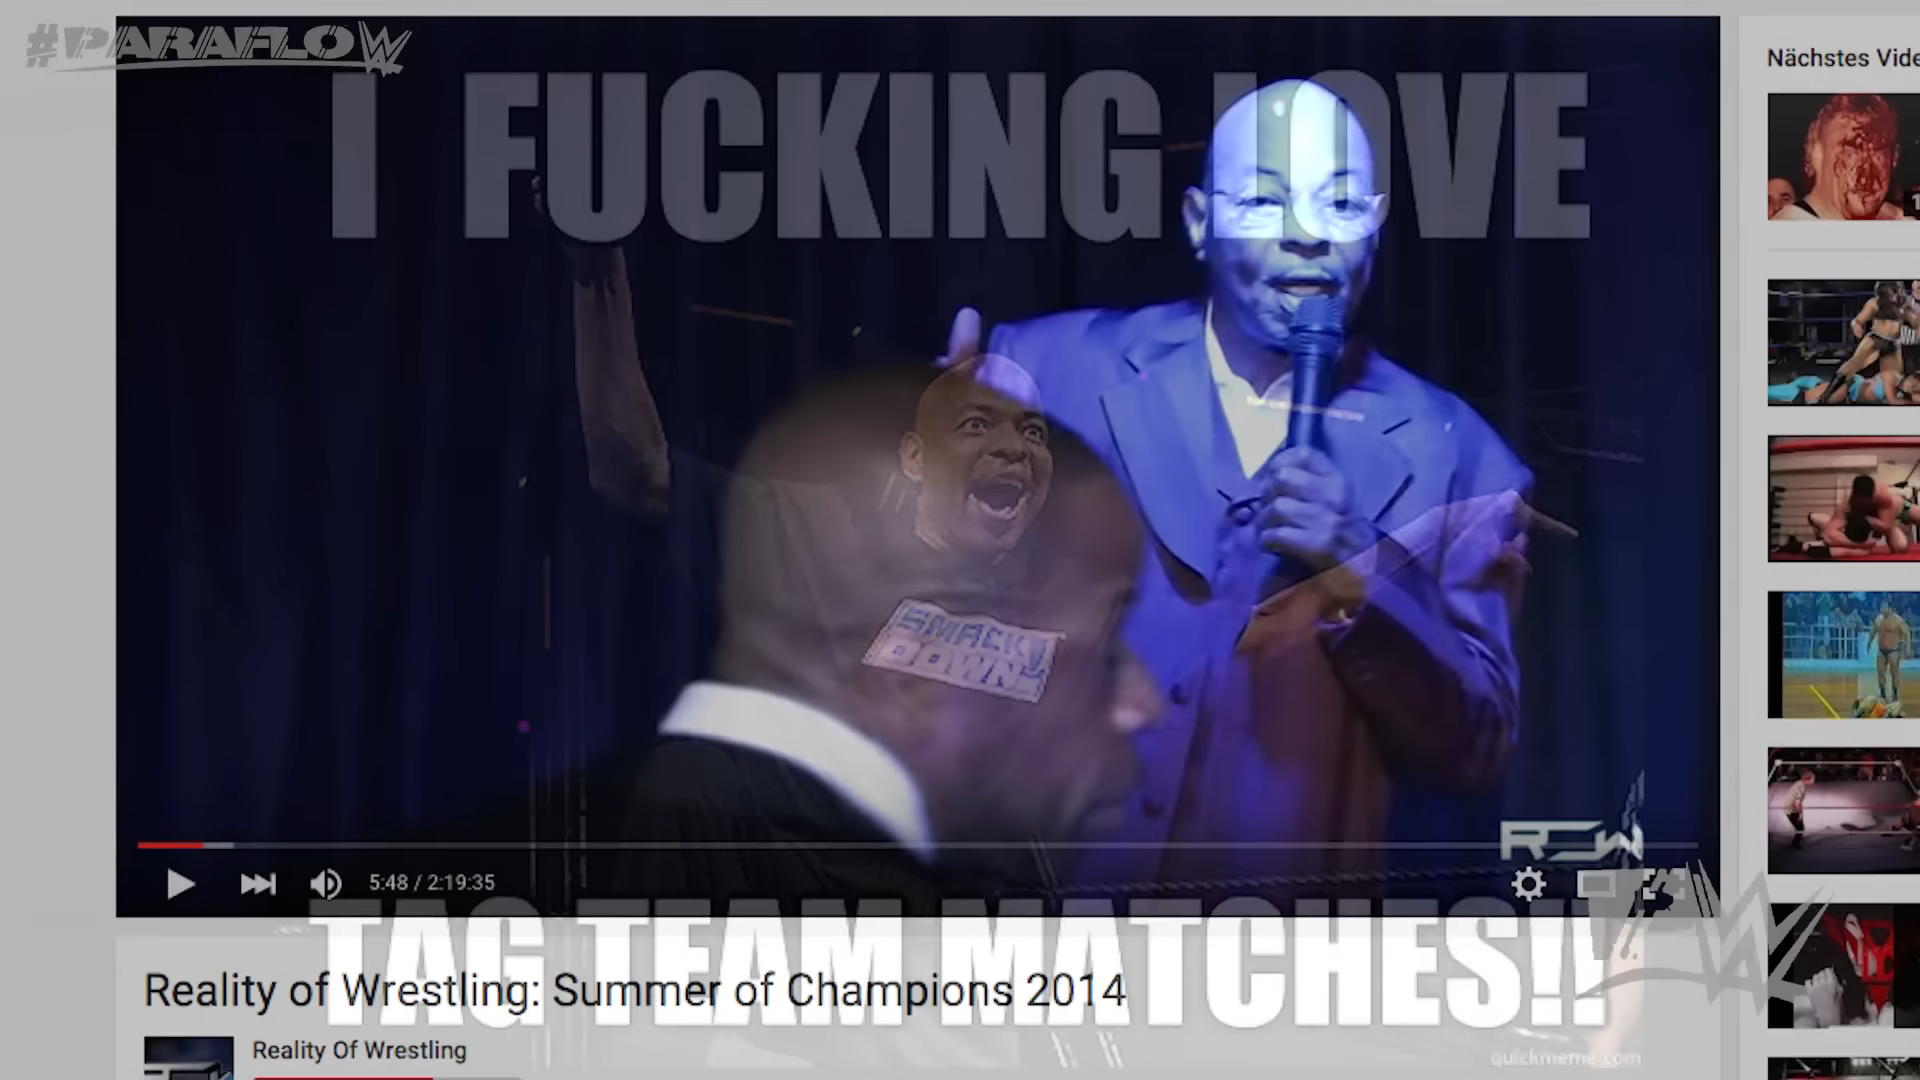 #PARAFLOW
Nächstes Vide
I FUCKING LOVE
SMACK!
DOWN!
ROW
5:48 / 2:19:35
TAG TEAM MATCHES!!
Reality of Wrestling: Summer of Champions 2014
Reality Of Wrestling
quickmeme.com